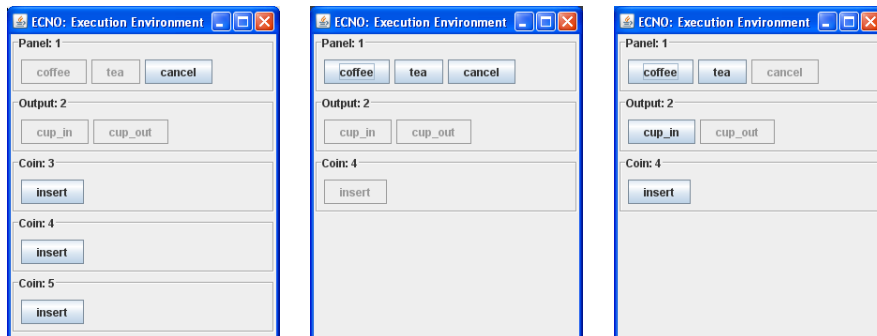 ECNO: Execution Environment
Panel: 1
coffee tea cancel
Output: 2
cup_in cup_out
Coin: 3
insert
Coin: 4
insert
Coin: 5
insert
ECNO: Execution Environment
Panel: 1
coffee tea cancel
Output: 2
cup_in cup_out
Coin: 4
insert
ECNO: Execution Environment
Panel: 1
coffee tea cancel
Output: 2
cup_in cup_out
Coin: 4
insert